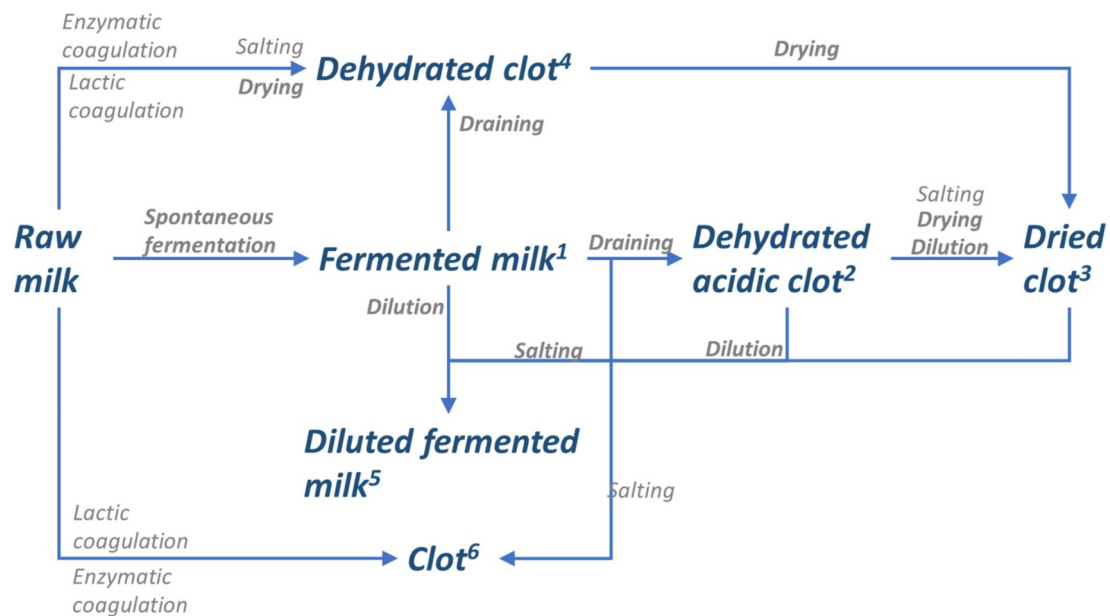 Enzymatic
coagulation
Salting
Drying
Lactic
coagulation
Dehydrated clot⁴
Drying
Draining
Raw
milk
Spontaneous
fermentation
Fermented milk¹
Draining
Dehydrated
acidic clot²
Salting
Drying
Dilution
Dried
clot³
Dilution
Salting
Dilution
Diluted fermented
milk⁵
Salting
Lactic
coagulation
Clot⁶
Enzymatic
coagulation